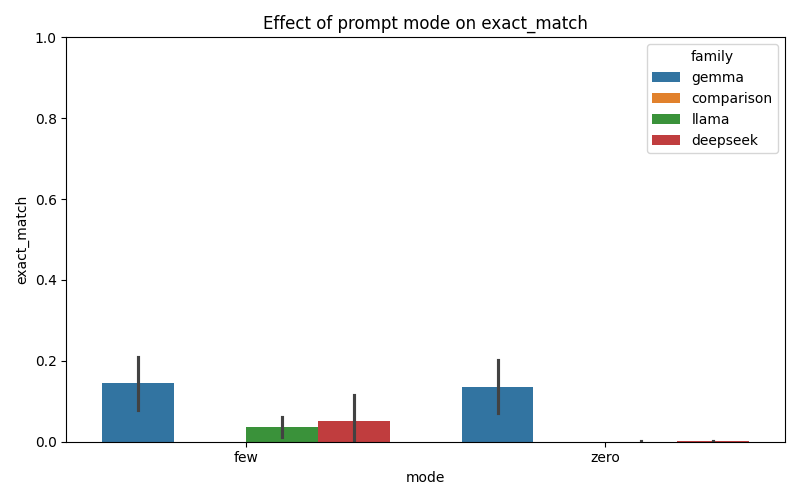 Effect of prompt mode on exact_match
1.0
0.8
0.6
0.4
0.2
0.0
exact_match
family
gemma
comparison
llama
deepseek
few
zero
mode